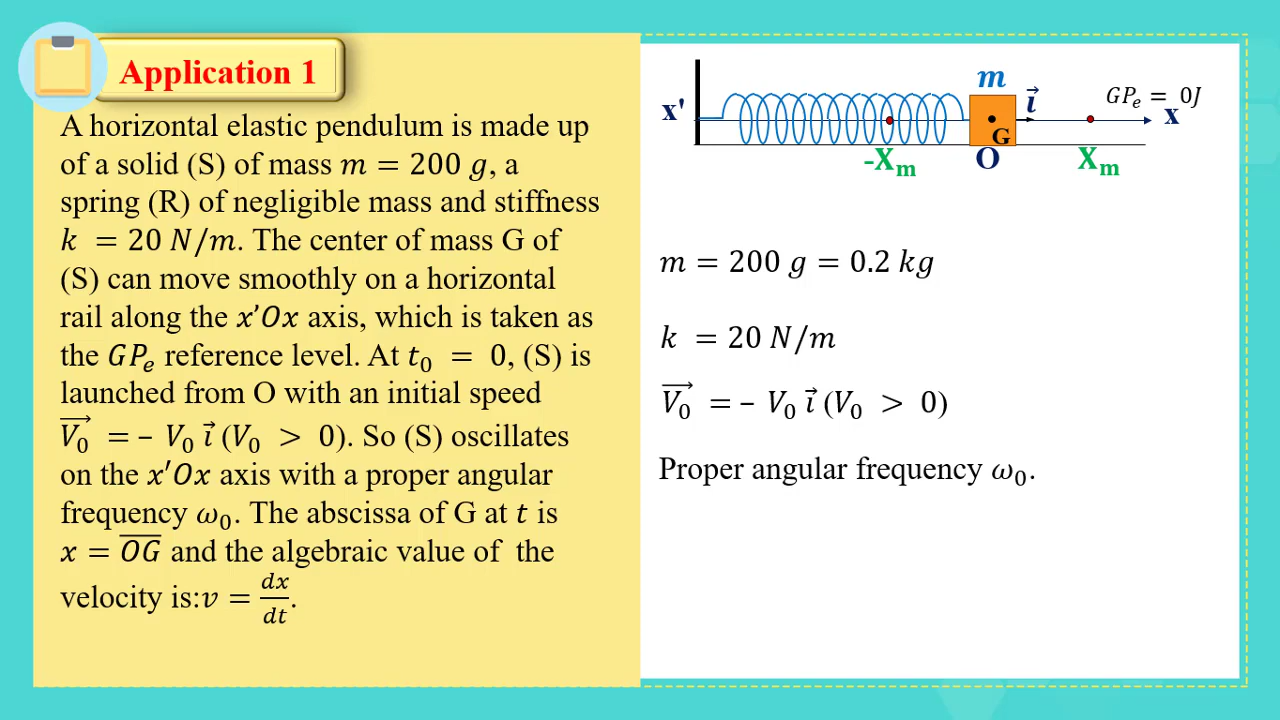 Application 1
A horizontal elastic pendulum is made up
of a solid (S) of mass m = 200 g, a
spring (R) of negligible mass and stiffness
k = 20 N/m. The center of mass G of
(S) can move smoothly on a horizontal
rail along the x'Ox axis, which is taken as
the GPₑ reference level. At t₀ = 0, (S) is
launched from O with an initial speed
V₀⃗ = – V₀ i⃗ (V₀ > 0). So (S) oscillates
on the x′Ox axis with a proper angular
frequency ω₀. The abscissa of G at t is
x = O̅G̅ and the algebraic value of the
velocity is:v = dx/dt.
m
i⃗
GPₑ = 0J
x'
x
G
-Xₘ
O
Xₘ
m = 200 g = 0.2 kg
k = 20 N/m
V₀⃗ = – V₀ i⃗ (V₀ > 0)
Proper angular frequency ω₀.